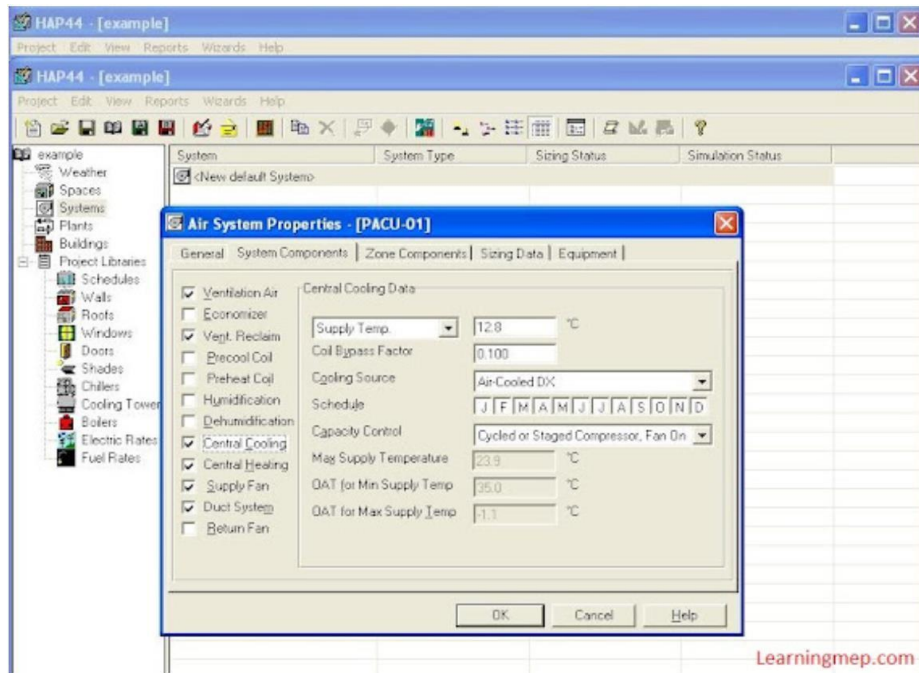 HAP44 - [example]
Project Edit View Reports Wizards Help
HAP44 - [example]
Project Edit View Reports Wizards Help
example
Weather
Spaces
Systems
Plants
Buildings
Project Libraries
Schedules
Walls
Roofs
Windows
Doors
Shades
Chillers
Cooling Tower
Boilers
Electric Rates
Fuel Rates
System System Type Sizing Status Simulation Status
<New default System>
Air System Properties - [PACU-01]
General System Components Zone Components Sizing Data Equipment
Ventilation Air
Economizer
Vent. Reclaim
Precool Coil
Preheat Coil
Humidification
Dehumidification
Central Cooling
Central Heating
Supply Fan
Duct System
Return Fan
Central Cooling Data
Supply Temp. 12.8 °C
Coil Bypass Factor 0.100
Cooling Source Air-Cooled DX
Schedule J F M A M J J A S O N D
Capacity Control Cycled or Staged Compressor, Fan On
Max Supply Temperature 23.9 °C
OAT for Min Supply Temp 35.0 °C
OAT for Max Supply Temp -1.1 °C
OK Cancel Help
Learningmep.com